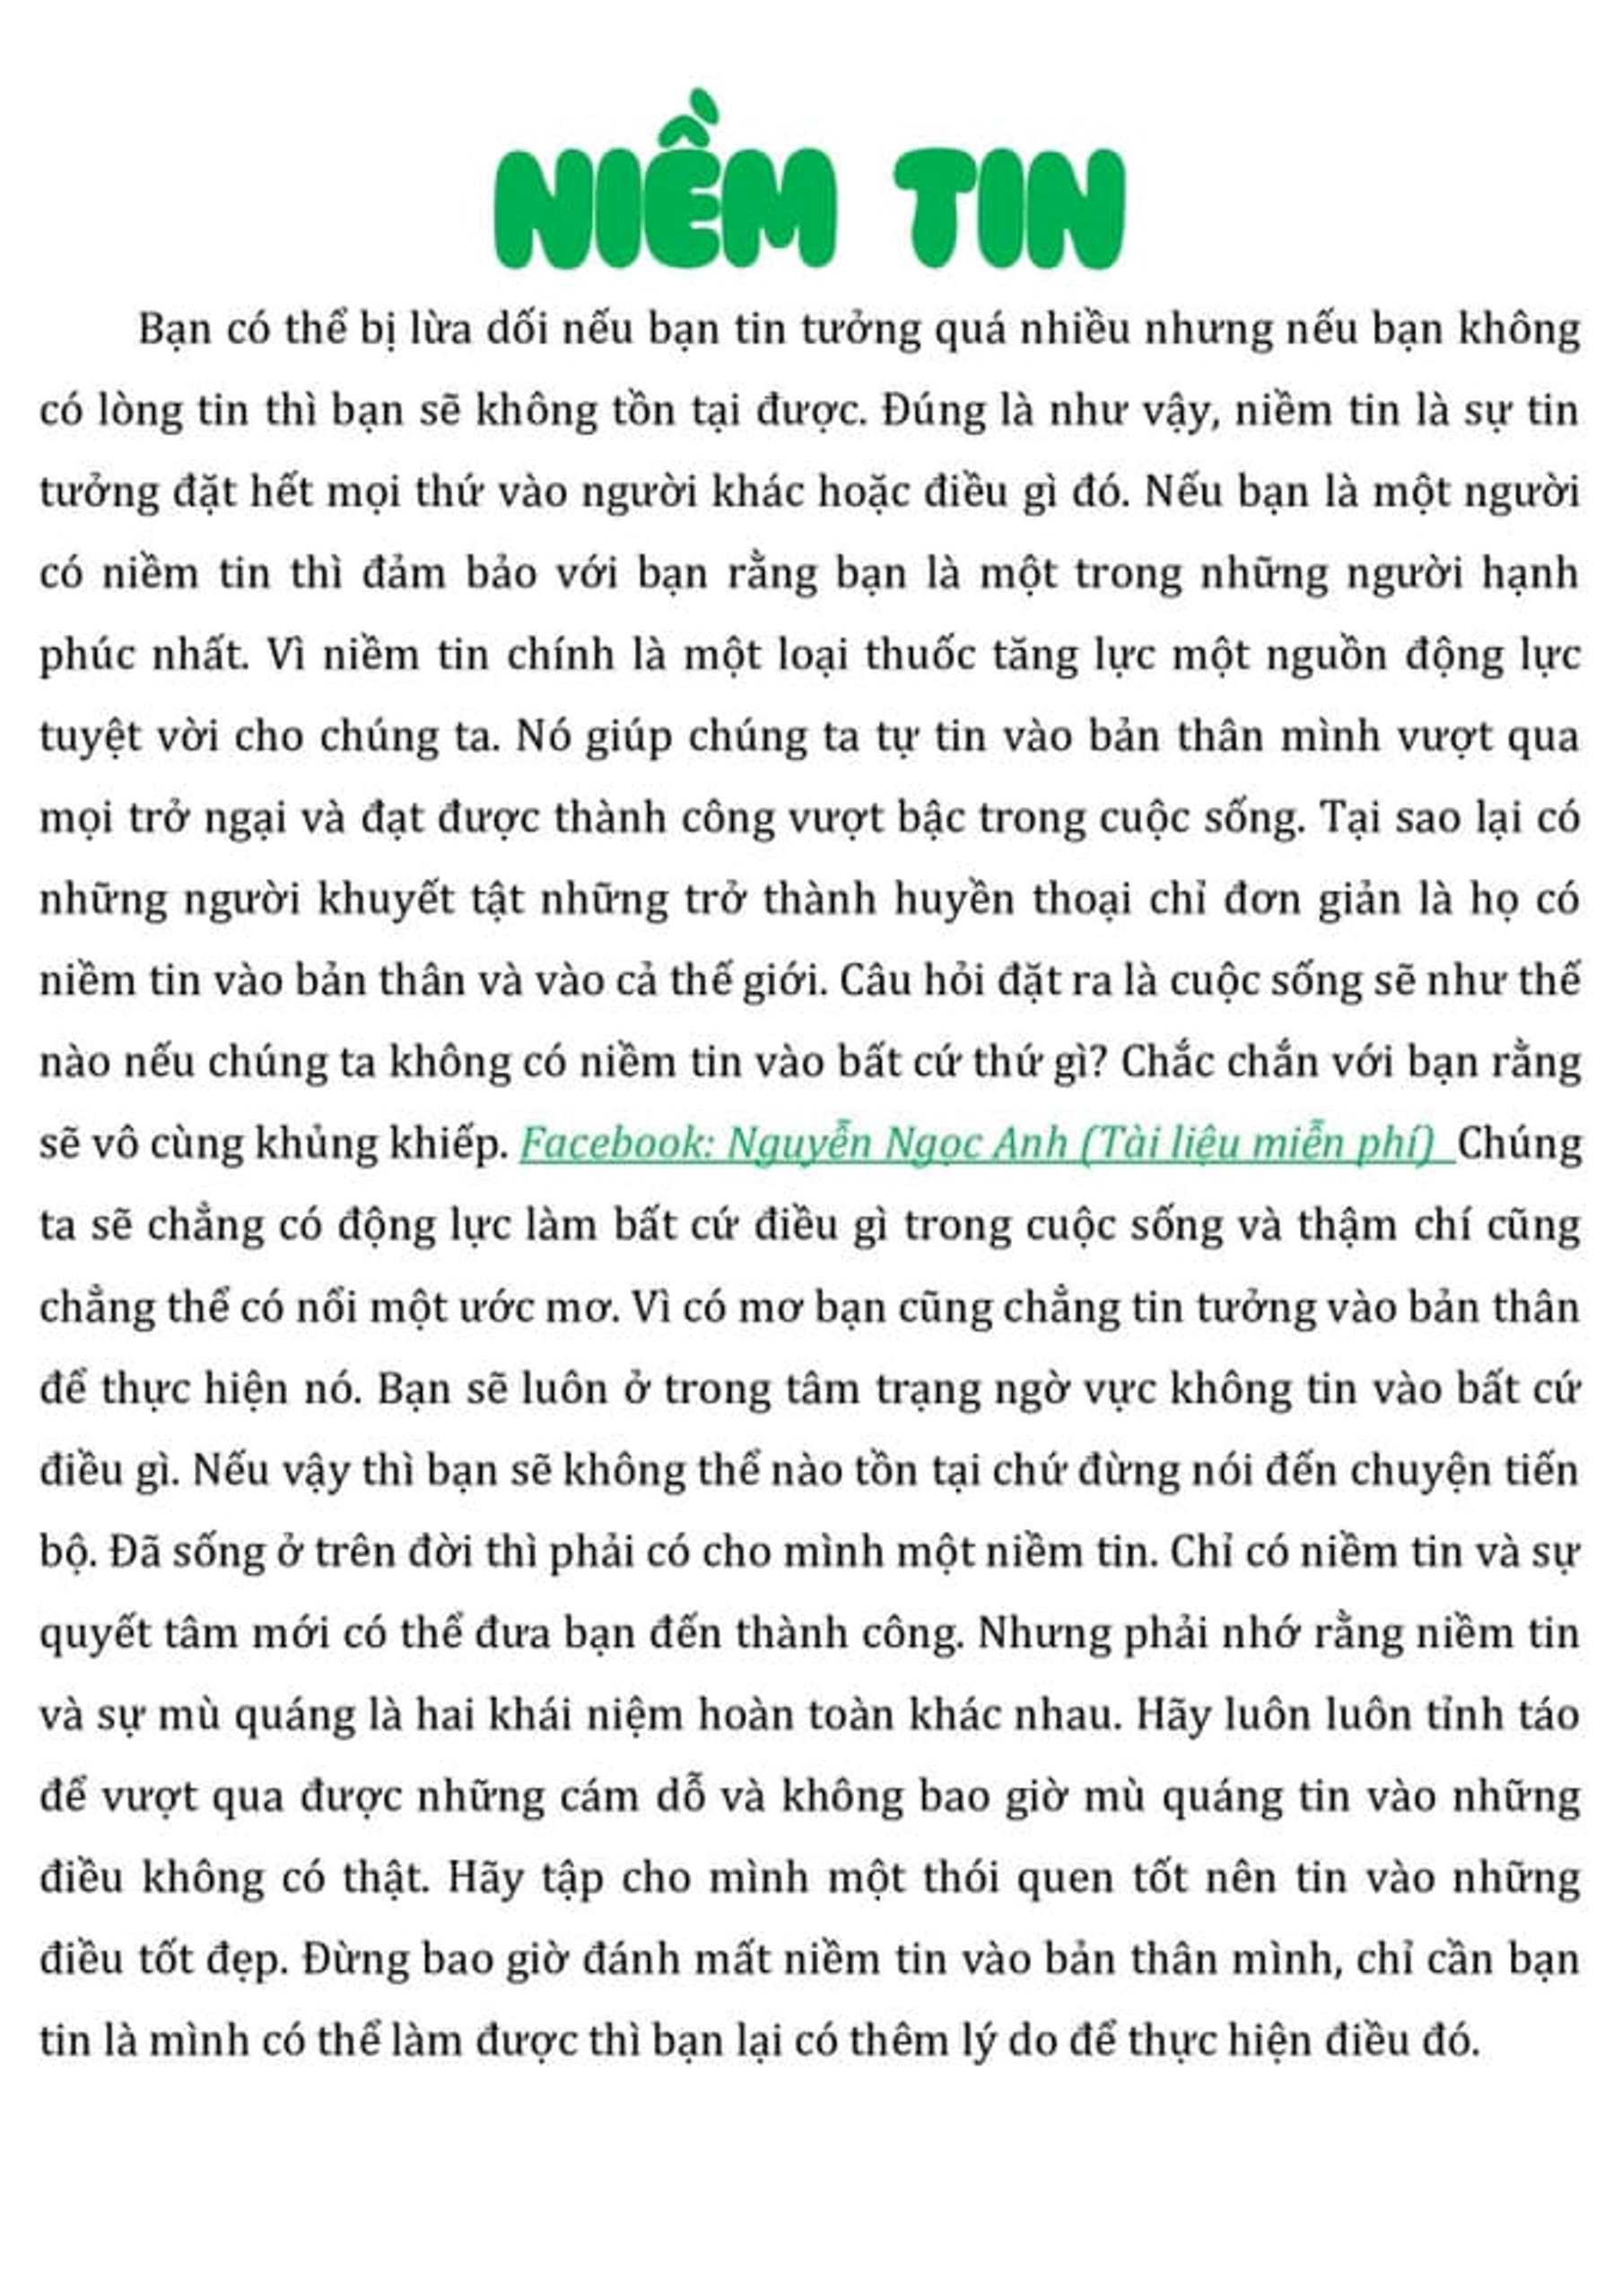 NIỀM TIN
Bạn có thể bị lừa dối nếu bạn tin tưởng quá nhiều nhưng nếu bạn không
có lòng tin thì bạn sẽ không tồn tại được. Đúng là như vậy, niềm tin là sự tin
tưởng đặt hết mọi thứ vào người khác hoặc điều gì đó. Nếu bạn là một người
có niềm tin thì đảm bảo với bạn rằng bạn là một trong những người hạnh
phúc nhất. Vì niềm tin chính là một loại thuốc tăng lực một nguồn động lực
tuyệt vời cho chúng ta. Nó giúp chúng ta tự tin vào bản thân mình vượt qua
mọi trở ngại và đạt được thành công vượt bậc trong cuộc sống. Tại sao lại có
những người khuyết tật những trở thành huyền thoại chỉ đơn giản là họ có
niềm tin vào bản thân và vào cả thế giới. Câu hỏi đặt ra là cuộc sống sẽ như thế
nào nếu chúng ta không có niềm tin vào bất cứ thứ gì? Chắc chắn với bạn rằng
sẽ vô cùng khủng khiếp. Facebook: Nguyễn Ngọc Anh (Tài liệu miễn phí) Chúng
ta sẽ chẳng có động lực làm bất cứ điều gì trong cuộc sống và thậm chí cũng
chẳng thể có nổi một ước mơ. Vì có mơ bạn cũng chẳng tin tưởng vào bản thân
để thực hiện nó. Bạn sẽ luôn ở trong tâm trạng ngờ vực không tin vào bất cứ
điều gì. Nếu vậy thì bạn sẽ không thể nào tồn tại chứ đừng nói đến chuyện tiến
bộ. Đã sống ở trên đời thì phải có cho mình một niềm tin. Chỉ có niềm tin và sự
quyết tâm mới có thể đưa bạn đến thành công. Nhưng phải nhớ rằng niềm tin
và sự mù quáng là hai khái niệm hoàn toàn khác nhau. Hãy luôn luôn tỉnh táo
để vượt qua được những cám dỗ và không bao giờ mù quáng tin vào những
điều không có thật. Hãy tập cho mình một thói quen tốt nên tin vào những
điều tốt đẹp. Đừng bao giờ đánh mất niềm tin vào bản thân mình, chỉ cần bạn
tin là mình có thể làm được thì bạn lại có thêm lý do để thực hiện điều đó.